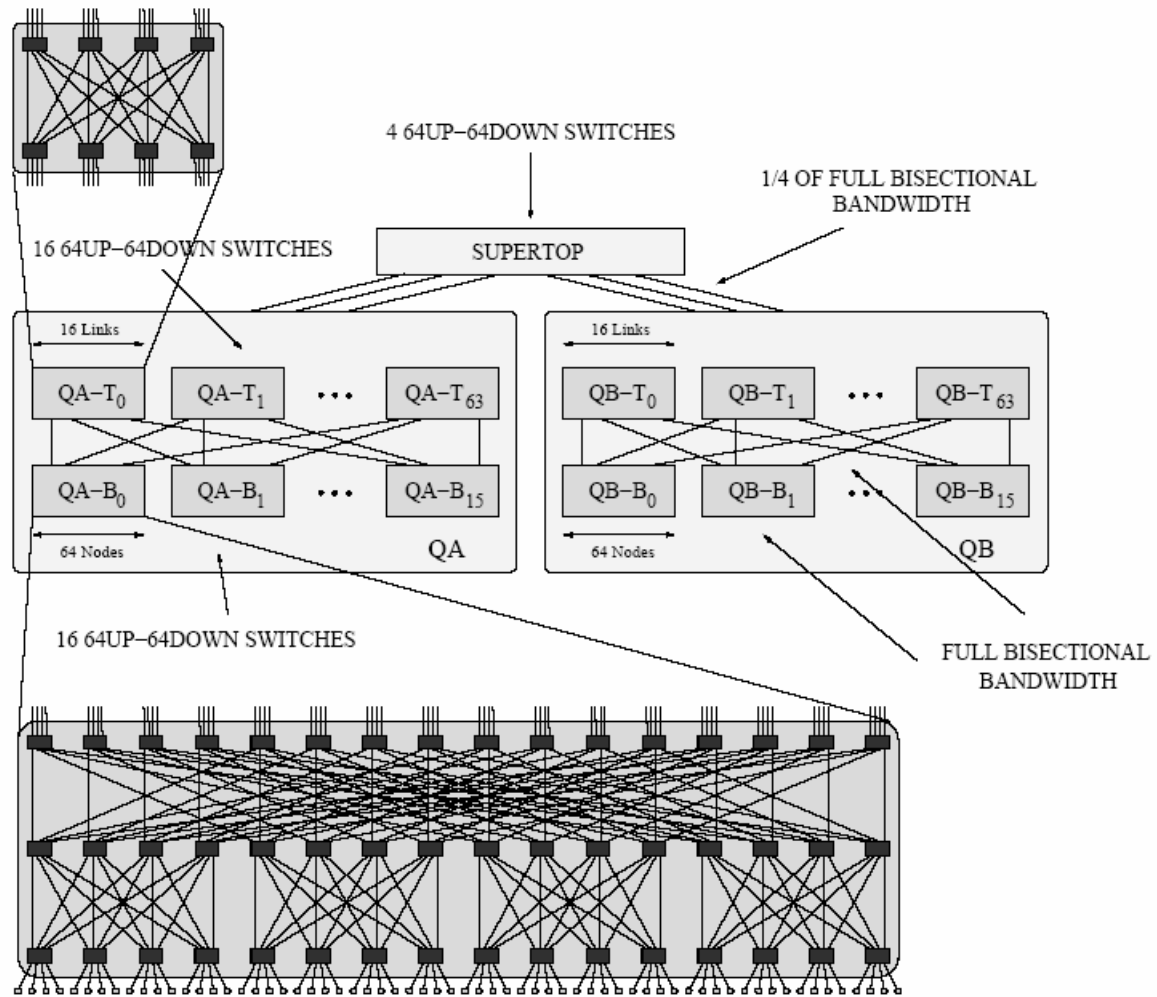 4 64UP−64DOWN SWITCHES
1/4 OF FULL BISECTIONAL
BANDWIDTH
16 64UP−64DOWN SWITCHES
SUPERTOP
16 Links
QA−T0
QA−T1
•••
QA−T63
QA−B0
QA−B1
•••
QA−B15
64 Nodes
QA
16 Links
QB−T0
QB−T1
•••
QB−T63
QB−B0
QB−B1
•••
QB−B15
64 Nodes
QB
16 64UP−64DOWN SWITCHES
FULL BISECTIONAL
BANDWIDTH